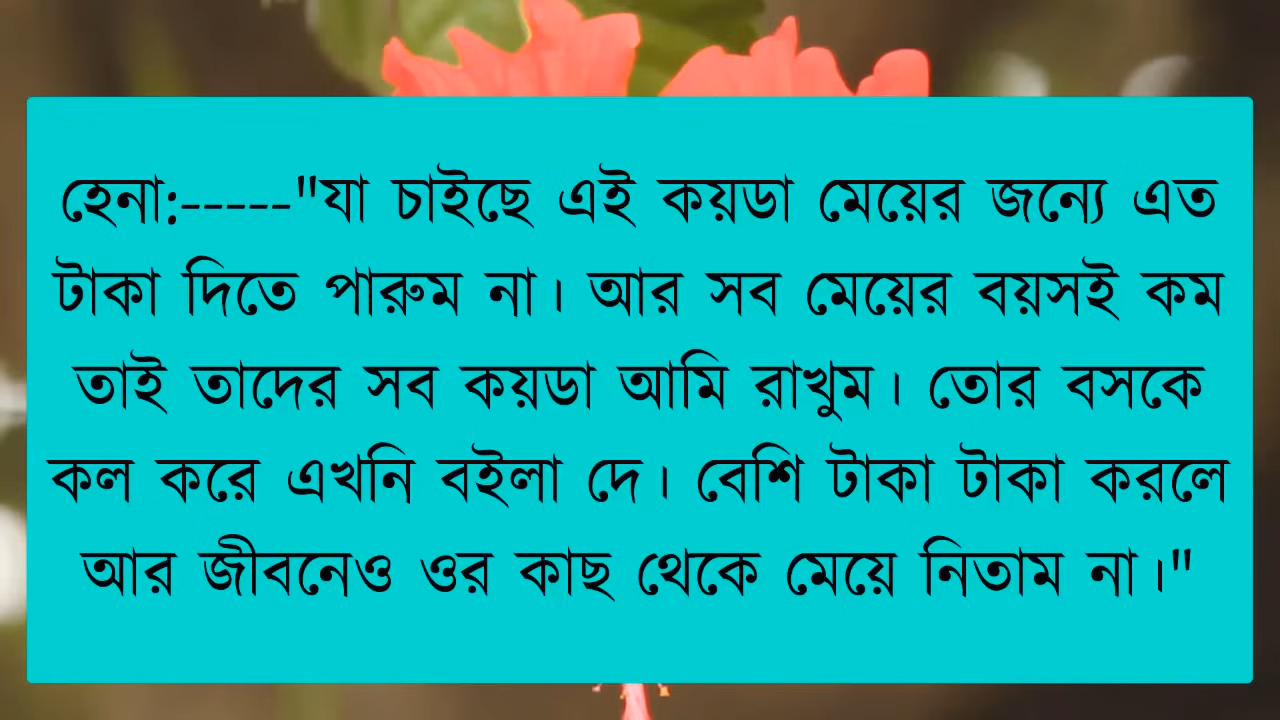 হেনা:-----"যা চাইছে এই কয়ডা মেয়ের জন্যে এত
টাকা দিতে পারুম না। আর সব মেয়ের বয়সই কম
তাই তাদের সব কয়ডা আমি রাখুম। তোর বসকে
কল করে এখনি বইলা দে। বেশি টাকা টাকা করলে
আর জীবনেও ওর কাছ থেকে মেয়ে নিতাম না।"